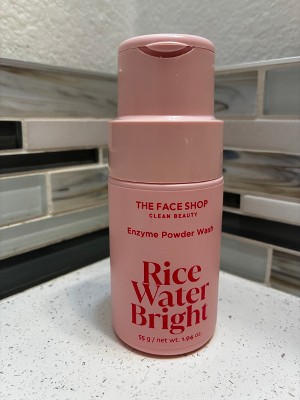 THE FACE SHOP
CLEAN BEAUTY
Enzyme Powder Wash
Rice
Water
Bright
55 g / net wt. 1.94 oz.